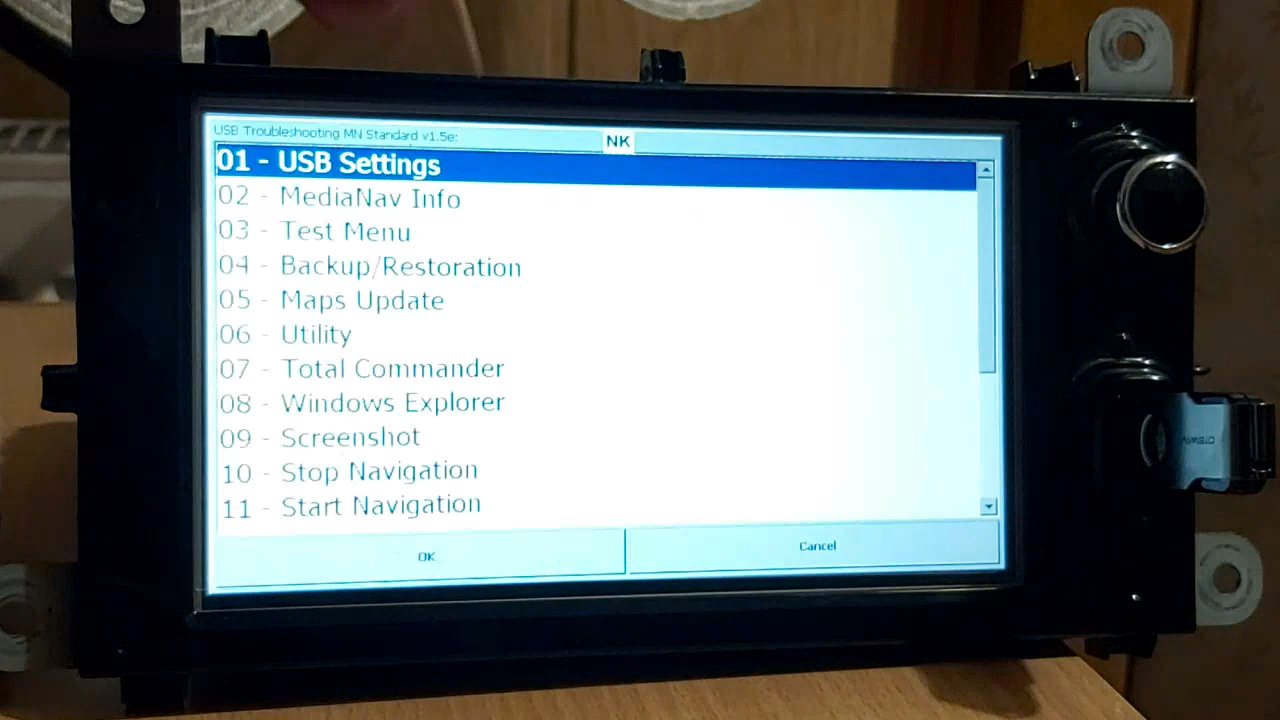 USB Troubleshooting MN Standard v1.5e:
NK
01 - USB Settings
02 - MediaNav Info
03 - Test Menu
04 - Backup/Restoration
05 - Maps Update
06 - Utility
07 - Total Commander
08 - Windows Explorer
09 - Screenshot
10 - Stop Navigation
11 - Start Navigation
OK
Cancel